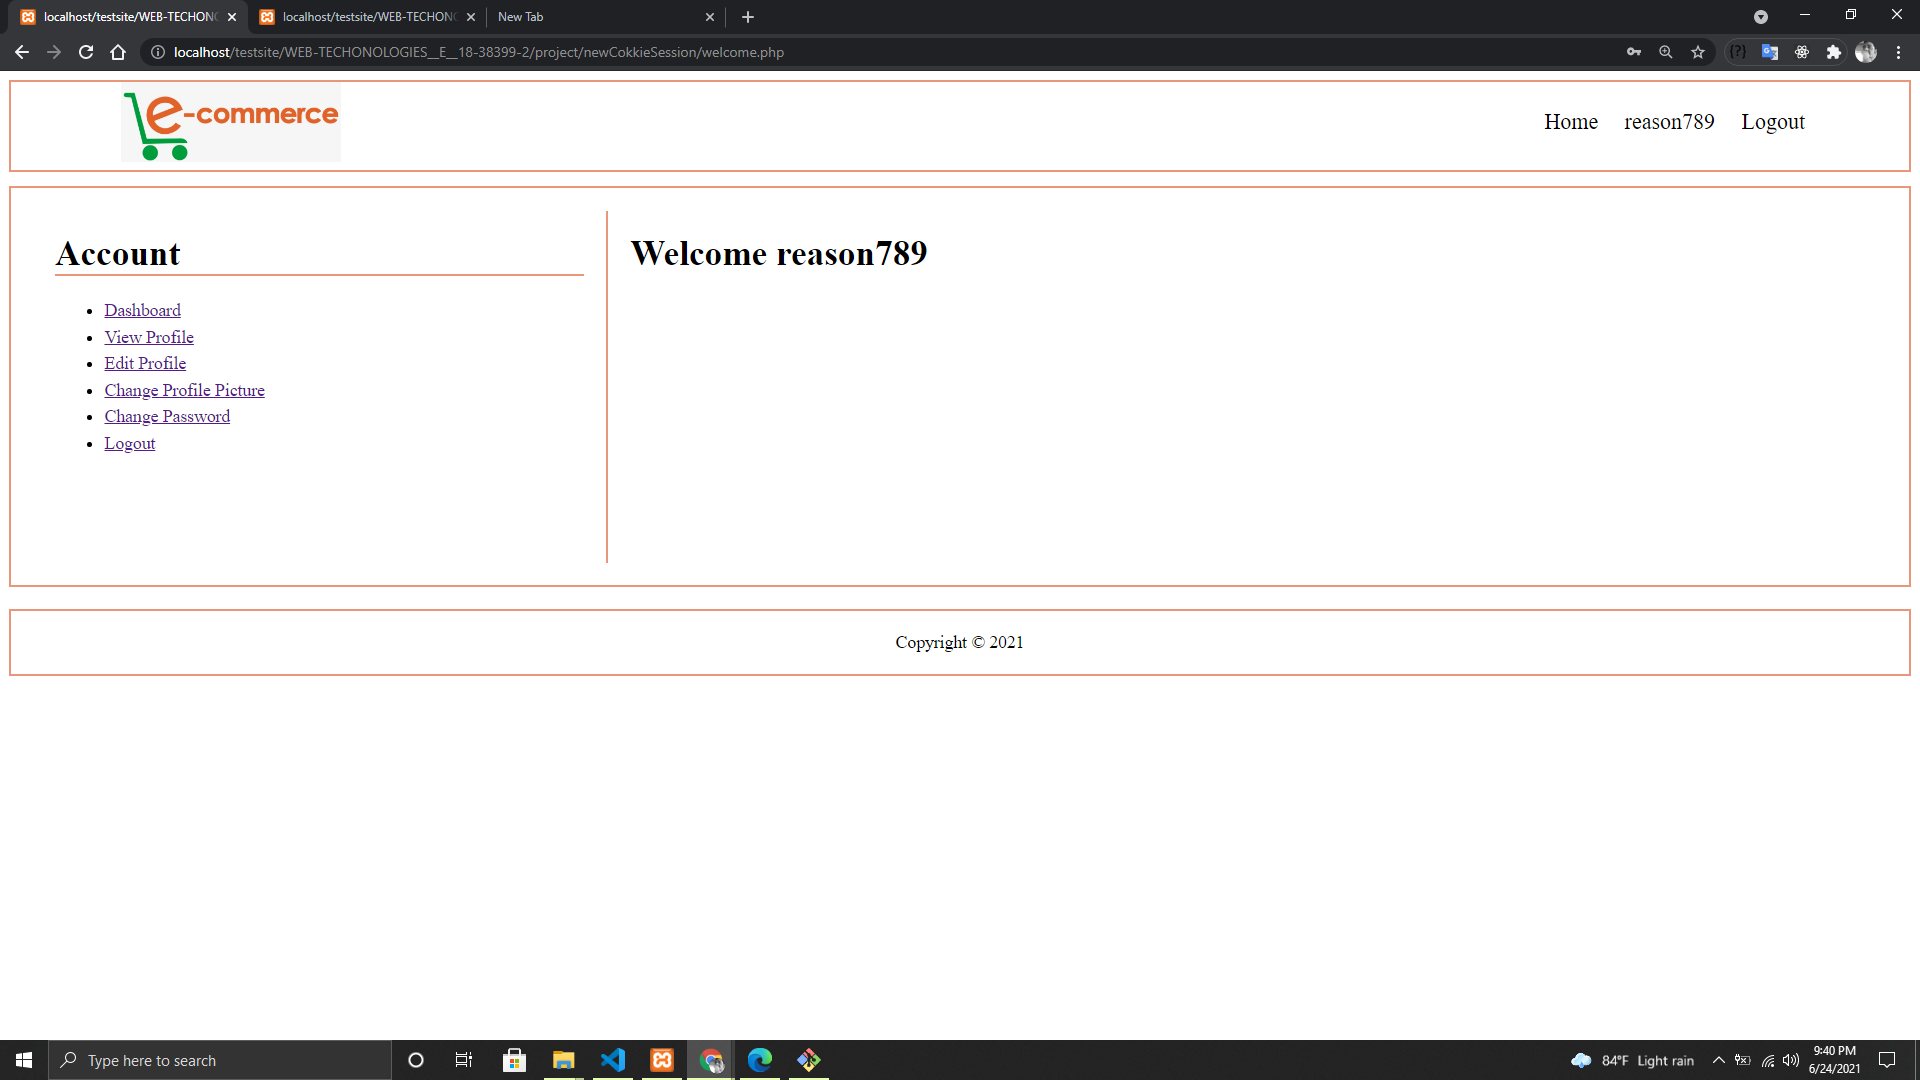 localhost/testsite/WEB-TECHONO
localhost/testsite/WEB-TECHONO
New Tab
localhost/testsite/WEB-TECHONOLOGIES__E__18-38399-2/project/newCokkieSession/welcome.php
e-commerce
Home reason789 Logout
Account
Dashboard
View Profile
Edit Profile
Change Profile Picture
Change Password
Logout
Welcome reason789
Copyright © 2021
Type here to search
84°F Light rain
9:40 PM
6/24/2021